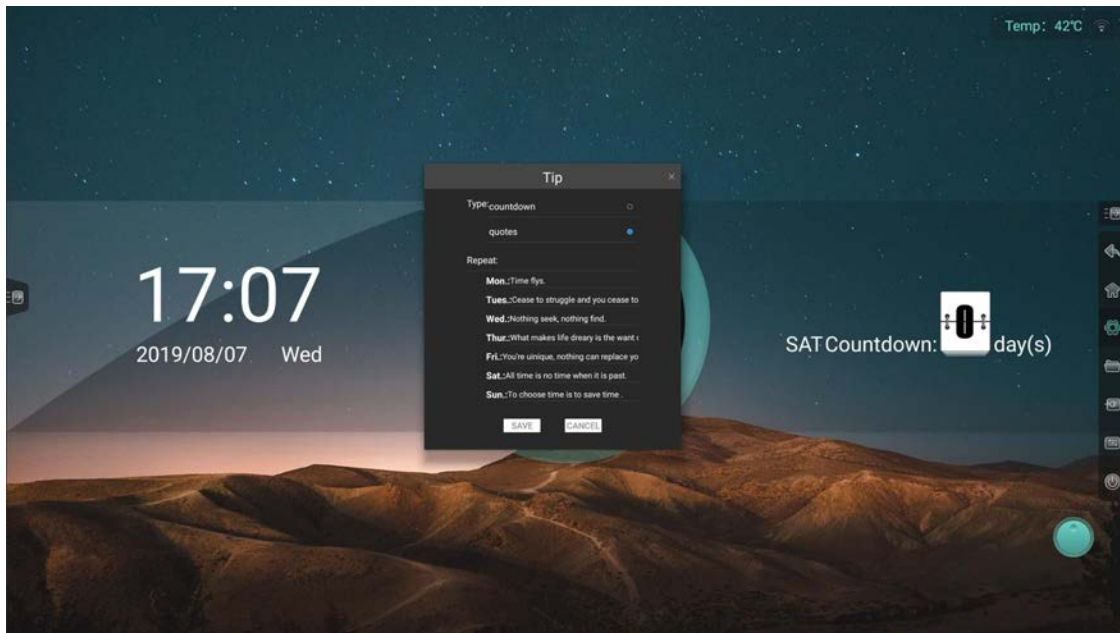 Temp: 42℃
Tip
Type: countdown
quotes
Repeat:
Mon.:Time flys.
Tues.:Cease to struggle and you cease to
Wed.:Nothing seek, nothing find.
Thur.:What makes life dreary is the want
Fri.:You're uinique, nothing can replace yo
Sat.:All time is no time when it is past.
Sun.:To choose time is to save time .
SAVE CANCEL
17:07
2019/08/07 Wed
SAT Countdown: 0 day(s)